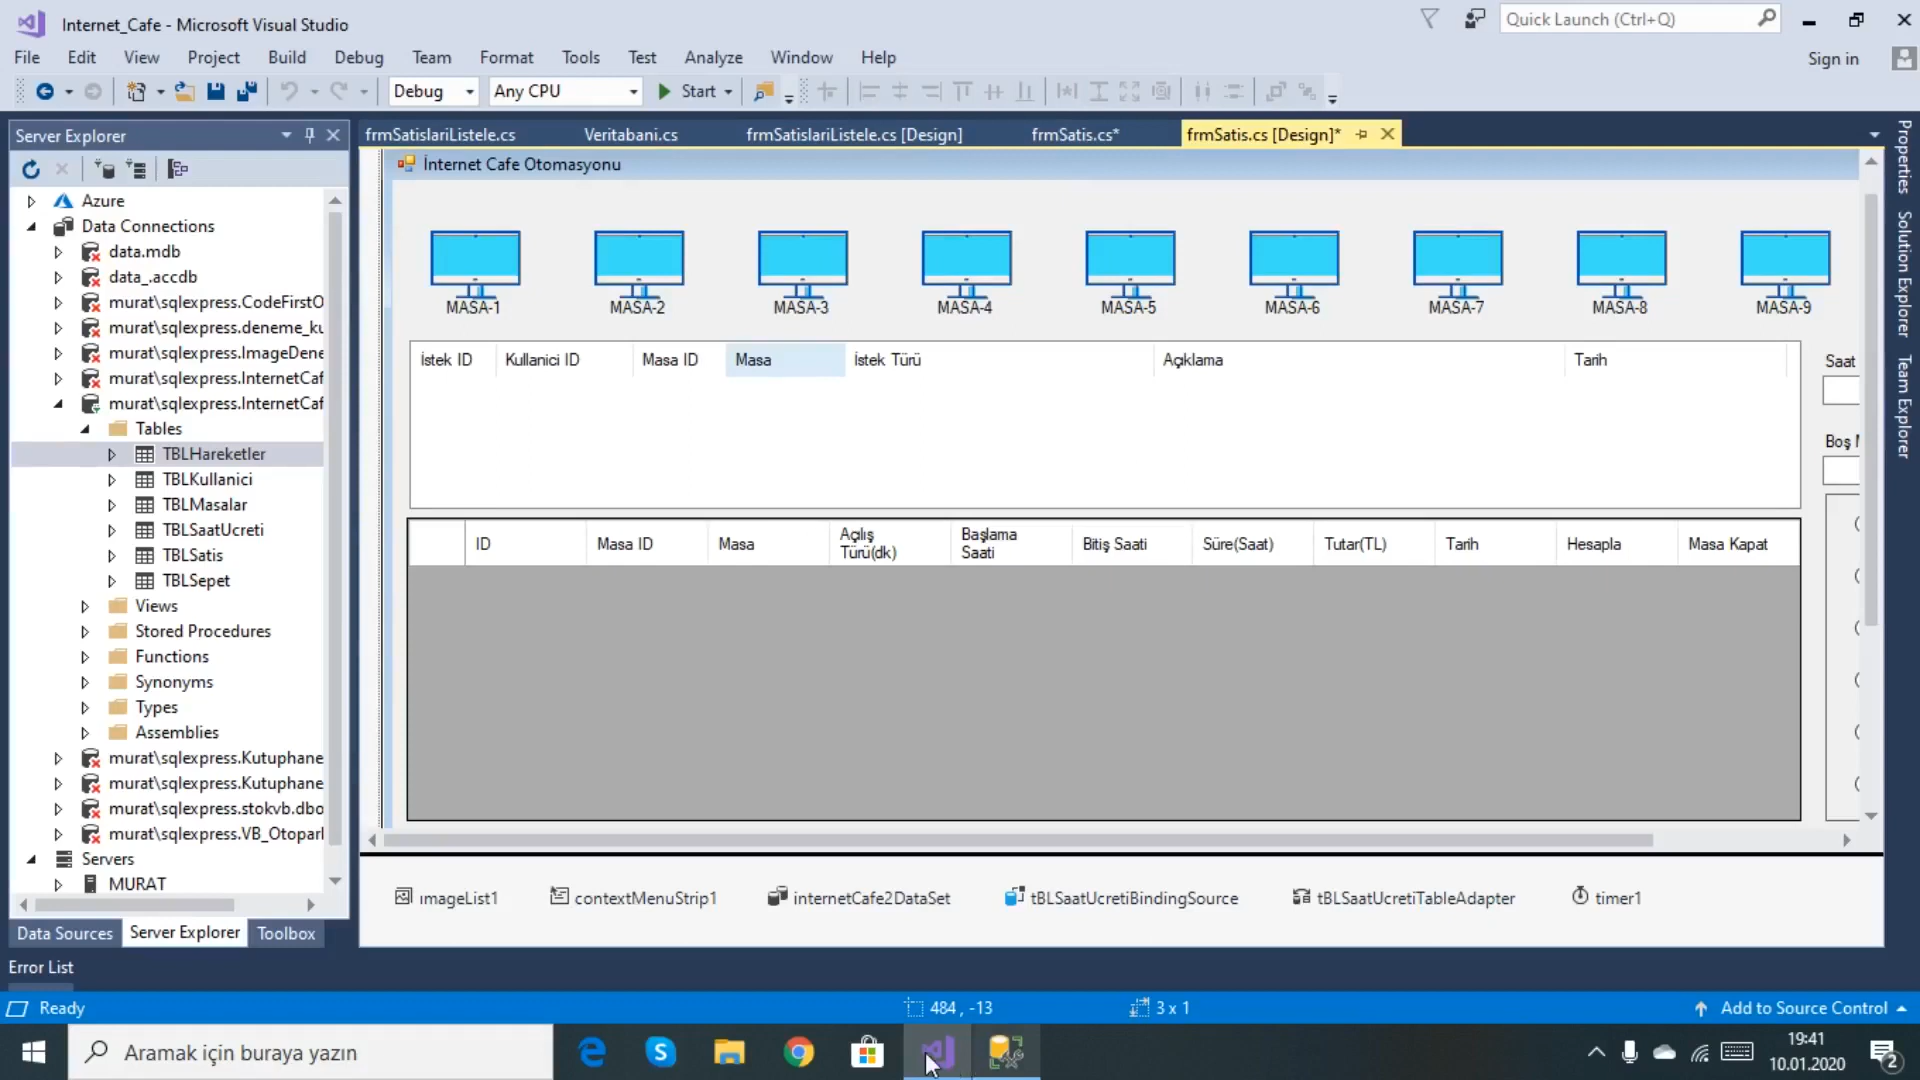 Internet_Cafe - Microsoft Visual Studio
Quick Launch (Ctrl+Q)
File Edit View Project Build Debug Team Format Tools Test Analyze Window Help
Sign in
Debug Any CPU Start
Server Explorer
frmSatislariListele.cs Veritabani.cs frmSatislariListele.cs [Design] frmSatis.cs* frmSatis.cs [Design]*
Azure
Data Connections
data.mdb
data_.accdb
murat\sqlexpress.CodeFirstO
murat\sqlexpress.deneme_ku
murat\sqlexpress.ImageDene
murat\sqlexpress.InternetCaf
murat\sqlexpress.InternetCaf
Tables
TBLHareketler
TBLKullanici
TBLMasalar
TBLSaatUcreti
TBLSatis
TBLSepet
Views
Stored Procedures
Functions
Synonyms
Types
Assemblies
murat\sqlexpress.Kutuphane
murat\sqlexpress.Kutuphane
murat\sqlexpress.stokvb.dbo
murat\sqlexpress.VB_Otoparl
Servers
MURAT
Data Sources Server Explorer Toolbox
İnternet Cafe Otomasyonu
MASA-1 MASA-2 MASA-3 MASA-4 MASA-5 MASA-6 MASA-7 MASA-8 MASA-9
İstek ID Kullanici ID Masa ID Masa İstek Türü Açıklama Tarih
Saat
Boş
ID Masa ID Masa Açılış Türü(dk) Başlama Saati Bitiş Saati Süre(Saat) Tutar(TL) Tarih Hesapla Masa Kapat
imageList1 contextMenuStrip1 internetCafe2DataSet tBLSaatUcretiBindingSource tBLSaatUcretiTableAdapter timer1
Properties
Solution Explorer
Team Explorer
Error List
Ready
484 , -13
3 x 1
Add to Source Control
Aramak için buraya yazın
19:41
10.01.2020
2